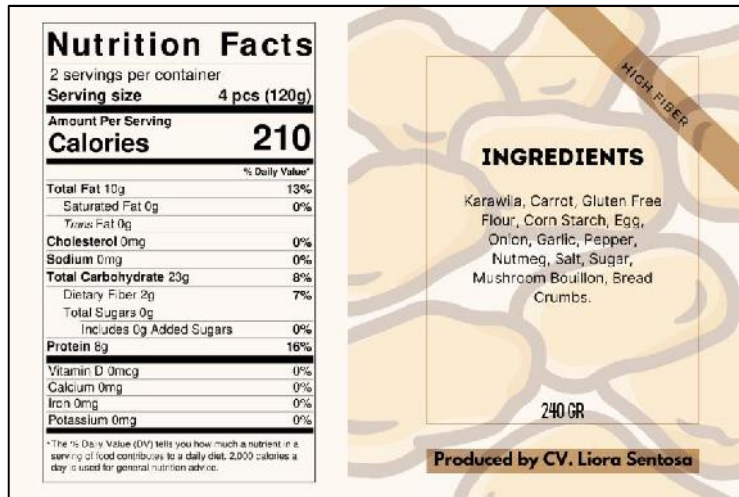 Nutrition Facts
2 servings per container
Serving size 4 pcs (120g)
Amount Per Serving
Calories 210
% Daily Value*
Total Fat 10g 13%
Saturated Fat 0g 0%
Trans Fat 0g
Cholesterol 0mg 0%
Sodium 0mg 0%
Total Carbohydrate 23g 8%
Dietary Fiber 2g 7%
Total Sugars 0g
Includes 0g Added Sugars 0%
Protein 8g 16%
Vitamin D 0mcg 0%
Calcium 0mg 0%
Iron 0mg 0%
Potassium 0mg 0%
*The % Daily Value (DV) tells you how much a nutrient in a
serving of food contributes to a daily diet. 2,000 calories a
day is used for general nutrition advice.
HIGH FIBER
INGREDIENTS
Karawila, Carrot, Gluten Free
Flour, Corn Starch, Egg,
Onion, Garlic, Pepper,
Nutmeg, Salt, Sugar,
Mushroom Bouillon, Bread
Crumbs.
240 GR
Produced by CV. Liora Sentosa